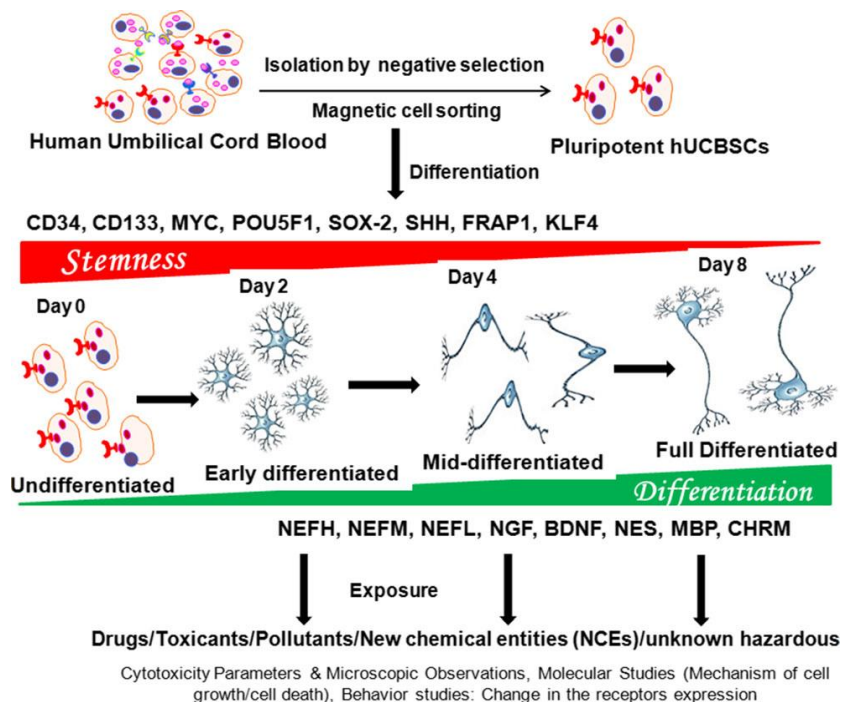 Isolation by negative selection
Magnetic cell sorting
Human Umbilical Cord Blood
Pluripotent hUCBSCs
Differentiation
CD34, CD133, MYC, POU5F1, SOX-2, SHH, FRAP1, KLF4
Stemness
Day 0
Day 2
Day 4
Day 8
Undifferentiated
Early differentiated
Mid-differentiated
Full Differentiated
Differentiation
NEFH, NEFM, NEFL, NGF, BDNF, NES, MBP, CHRM
Exposure
Drugs/Toxicants/Pollutants/New chemical entities (NCEs)/unknown hazardous
Cytotoxicity Parameters & Microscopic Observations, Molecular Studies (Mechanism of cell
growth/cell death), Behavior studies: Change in the receptors expression